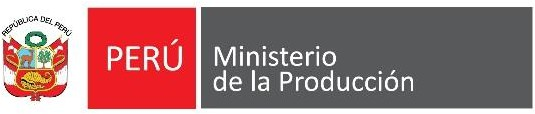 REPÚBLICA DEL PERÚ
PERÚ
Ministerio
de la Producción